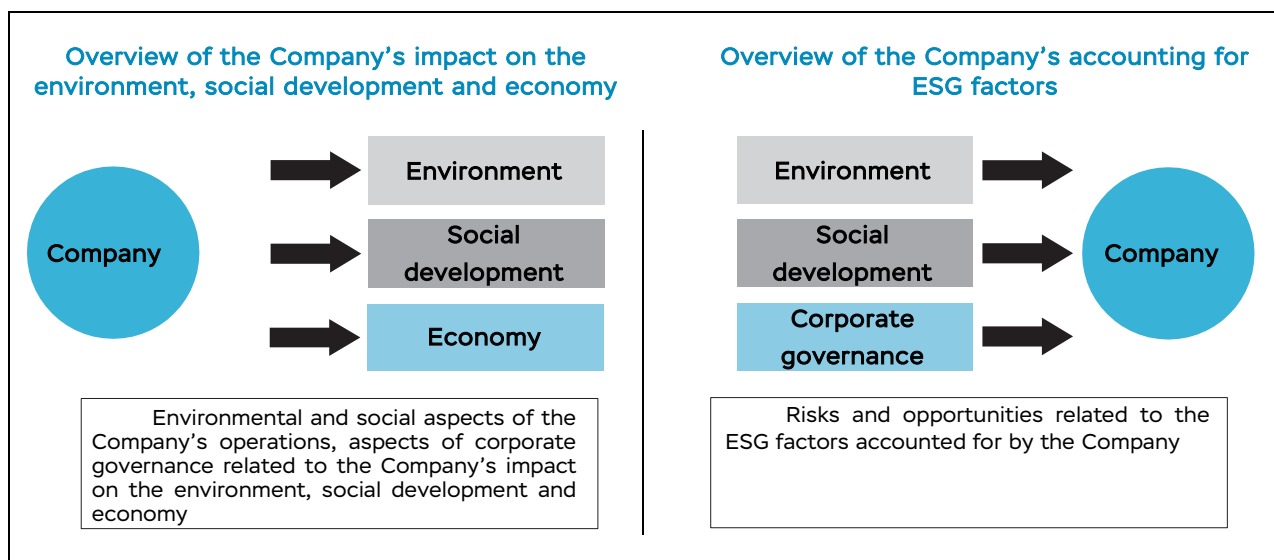 Overview of the Company's impact on the
environment, social development and economy
Company
Environment
Social
development
Economy
Environmental and social aspects of the
Company's operations, aspects of corporate
governance related to the Company's impact
on the environment, social development and
economy
Overview of the Company's accounting for
ESG factors
Environment
Social
development
Corporate
governance
Company
Risks and opportunities related to the
ESG factors accounted for by the Company